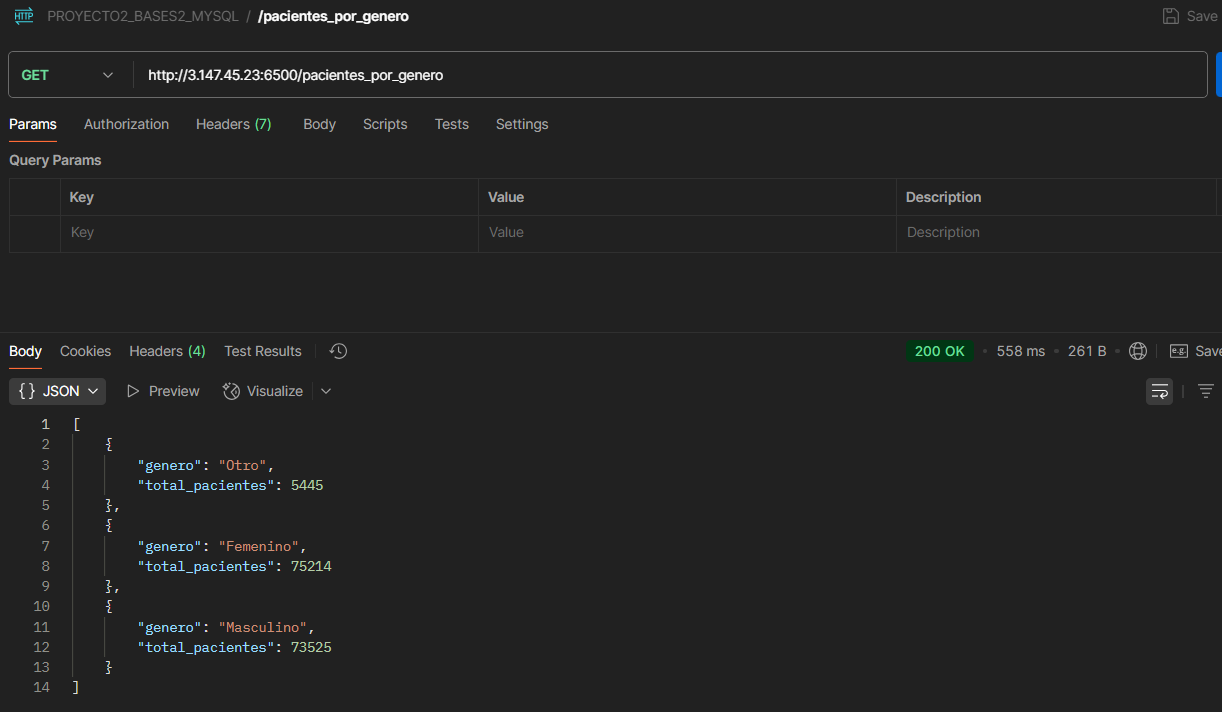 HTTP PROYECTO2_BASES2_MYSQL / /pacientes_por_genero Save
GET http://3.147.45.23:6500/pacientes_por_genero
Params Authorization Headers (7) Body Scripts Tests Settings
Query Params
Key Value Description
Key Value Description
Body Cookies Headers (4) Test Results 200 OK • 558 ms • 261 B • e.g. Save
{} JSON Preview Visualize
1 [
2 {
3 "genero": "Otro",
4 "total_pacientes": 5445
5 },
6 {
7 "genero": "Femenino",
8 "total_pacientes": 75214
9 },
10 {
11 "genero": "Masculino",
12 "total_pacientes": 73525
13 }
14 ]